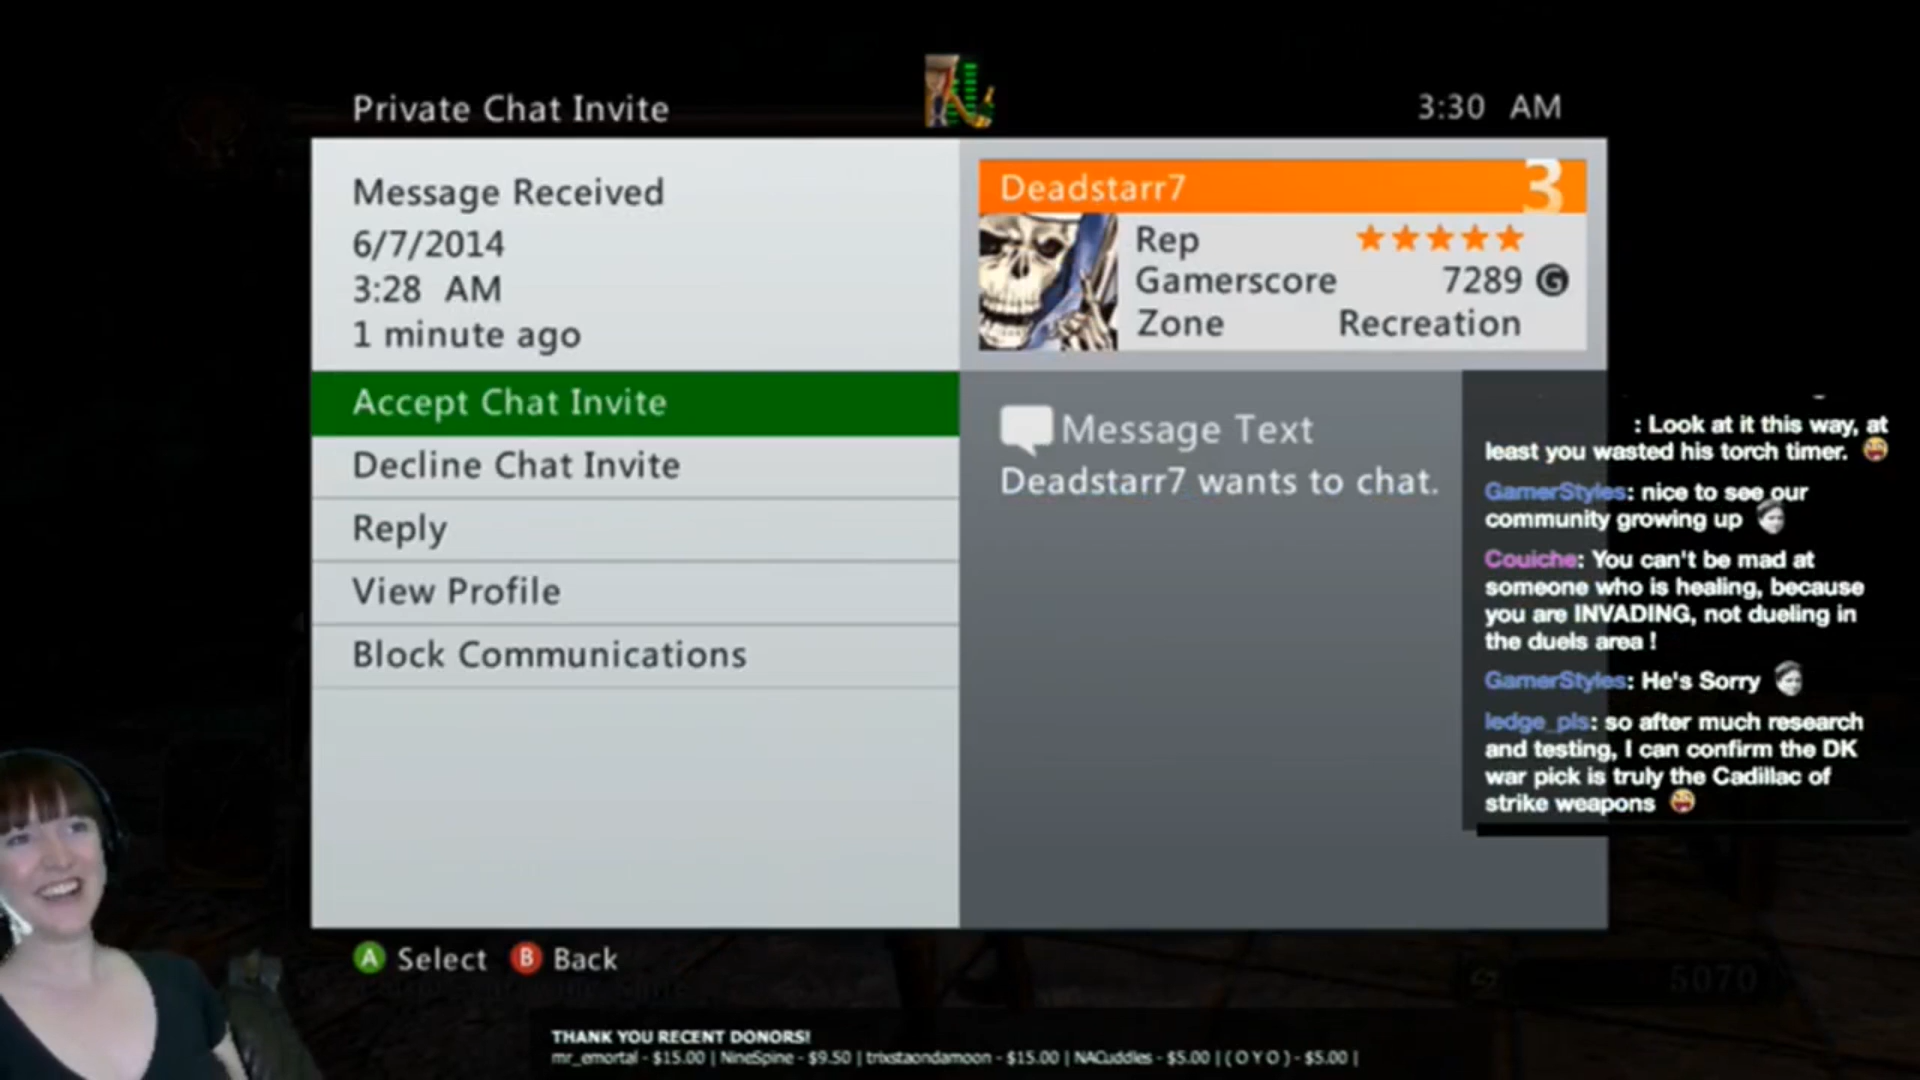 Private Chat Invite
3:30 AM
Message Received
6/7/2014
3:28 AM
1 minute ago
Accept Chat Invite
Decline Chat Invite
Reply
View Profile
Block Communications
Deadstarr7 3
Rep
Gamerscore 7289 G
Zone Recreation
Message Text
Deadstarr7 wants to chat.
: Look at it this way, at
least you wasted his torch timer.
GamerStyles: nice to see our
community growing up
Couiche: You can't be mad at
someone who is healing, because
you are INVADING, not dueling in
the duels area !
GamerStyles: He's Sorry
ledge_pls: so after much research
and testing, I can confirm the DK
war pick is truly the Cadillac of
strike weapons
A Select B Back
5070
THANK YOU RECENT DONORS!
mr_emortal - $15.00 | NineSpine - $9.50 | trixstaondamoon - $15.00 | NACuddles - $5.00 | ( O Y O ) - $5.00 |